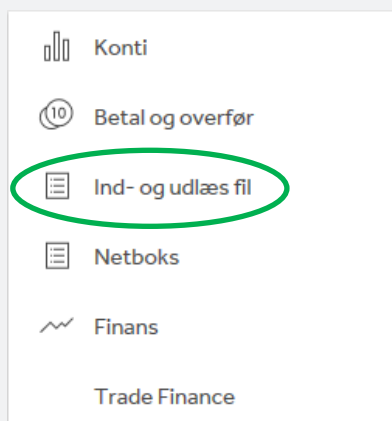 Konti
10
Betal og overfør
Ind- og udlæs fil
Netboks
Finans
Trade Finance